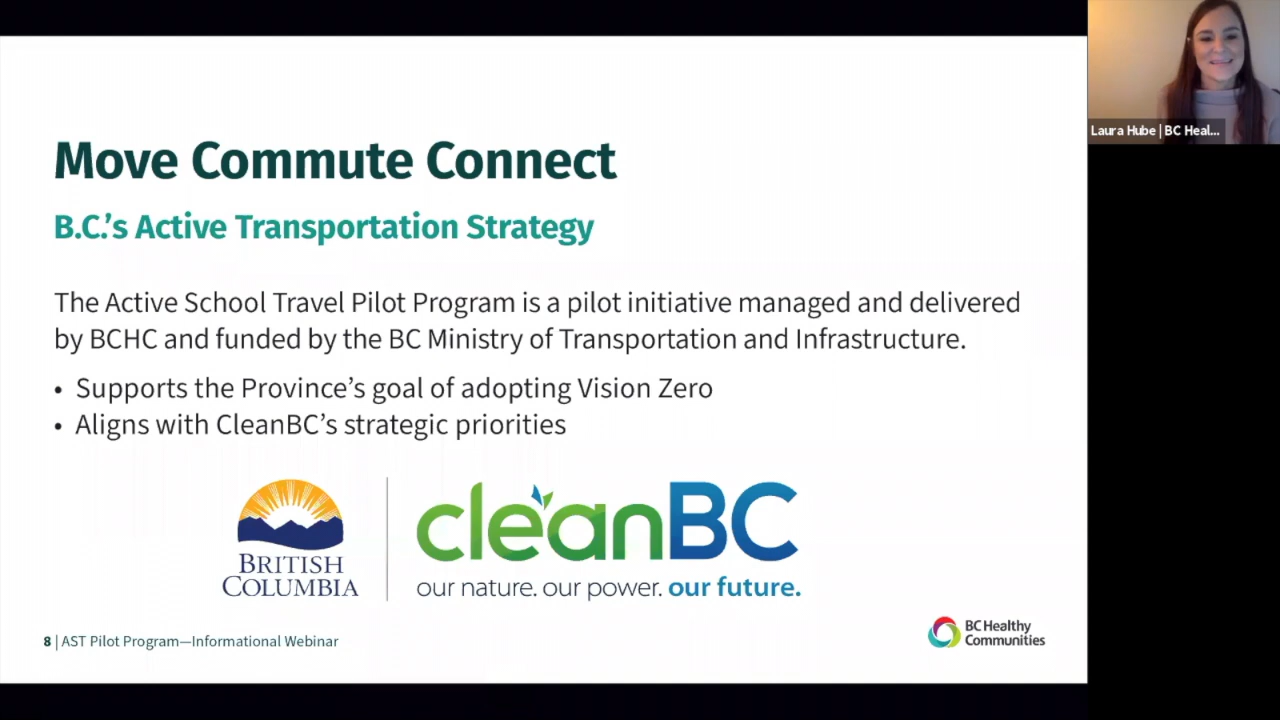 Move Commute Connect
B.C.’s Active Transportation Strategy
The Active School Travel Pilot Program is a pilot initiative managed and delivered
by BCHC and funded by the BC Ministry of Transportation and Infrastructure.
• Supports the Province’s goal of adopting Vision Zero
• Aligns with CleanBC’s strategic priorities
BRITISH
COLUMBIA
cleanBC
our nature. our power. our future.
8 | AST Pilot Program—Informational Webinar
BC Healthy
Communities
Laura Hube | BC Heal...